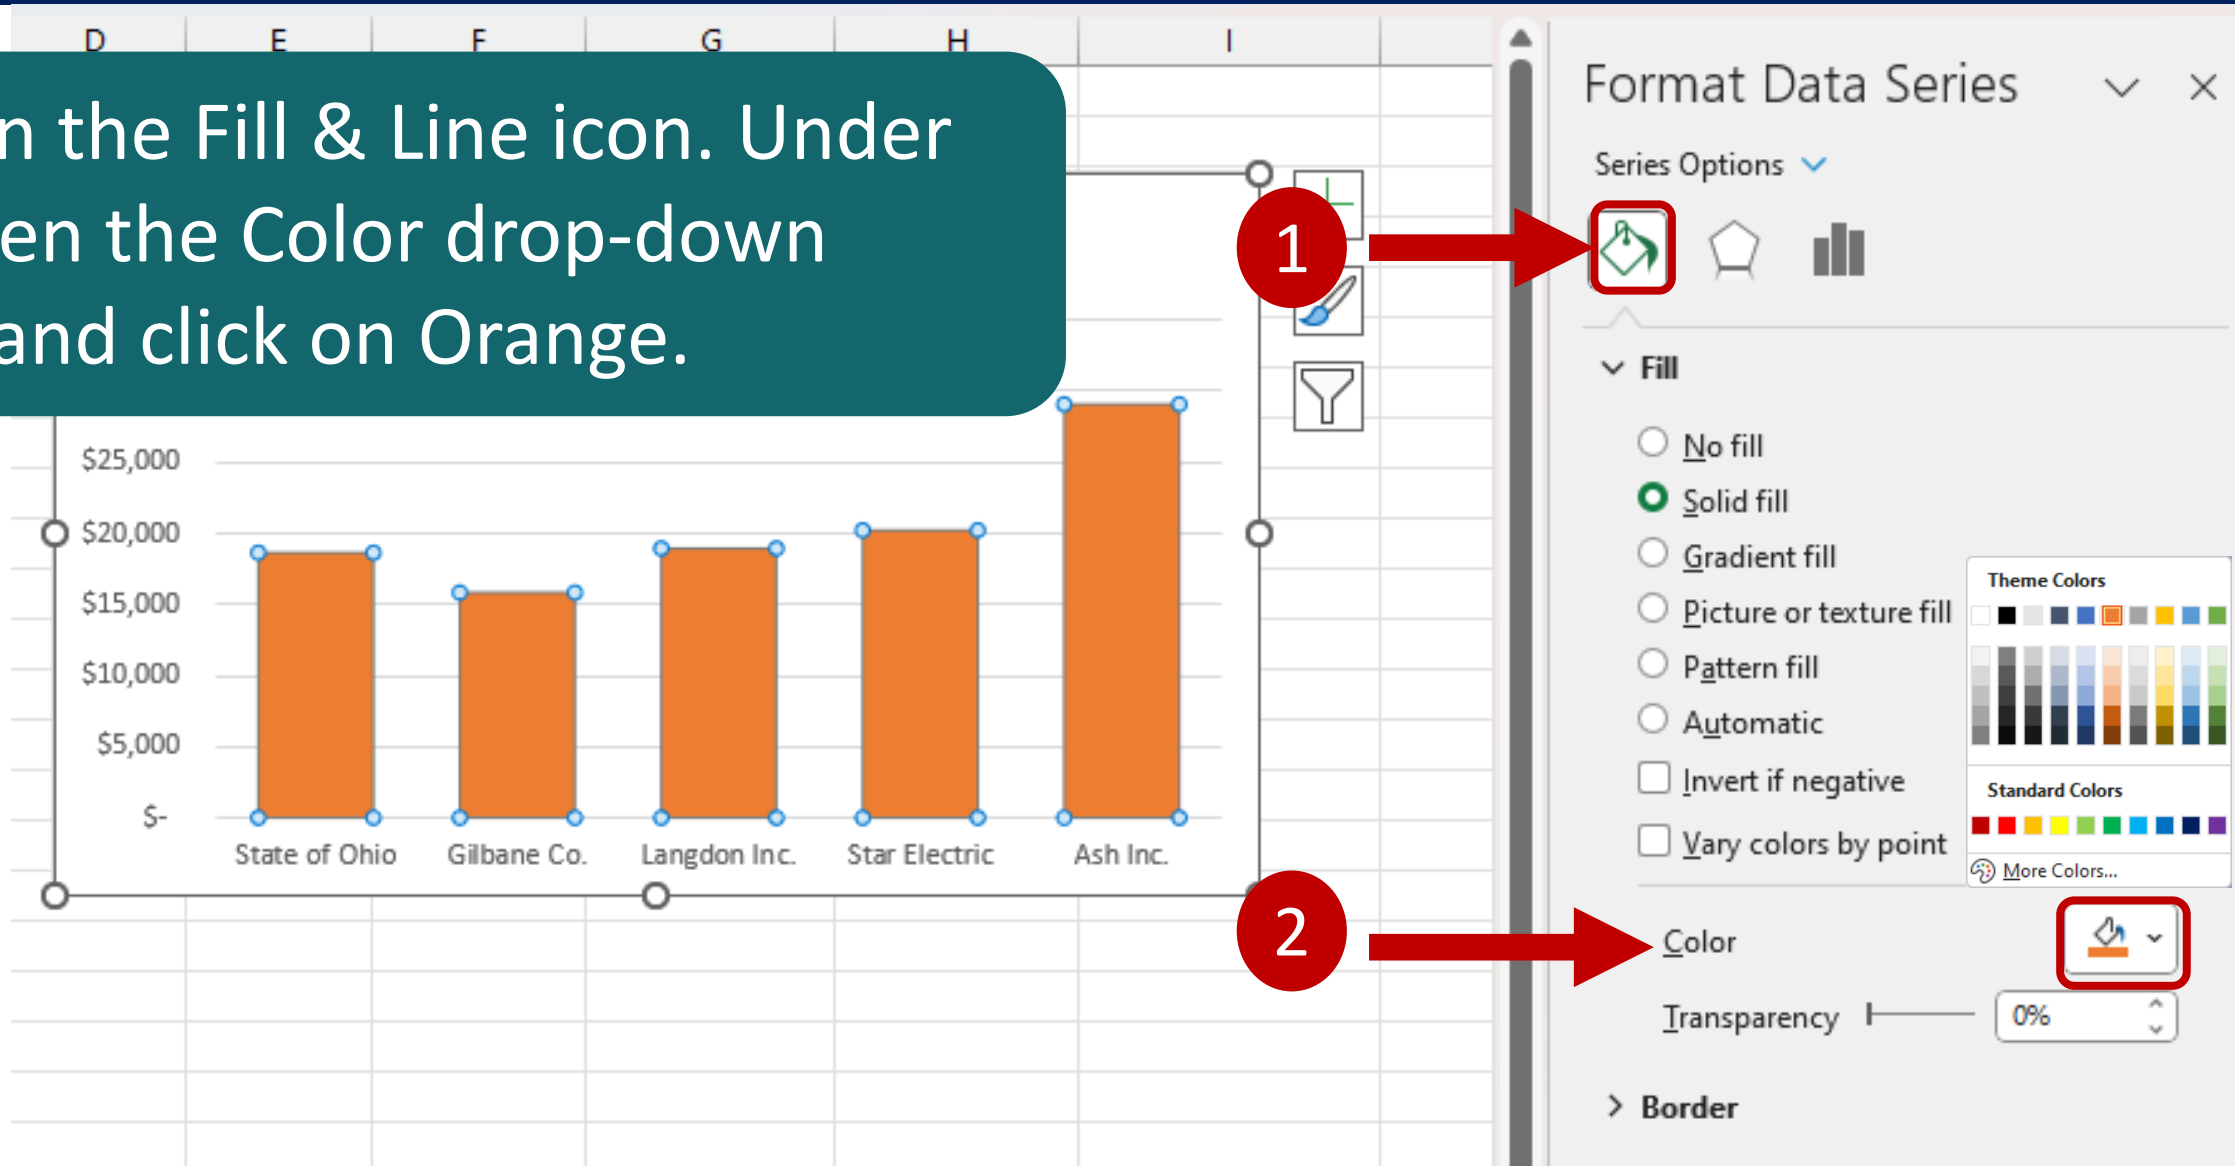 D E F G H I
n the Fill & Line icon. Under
en the Color drop-down
and click on Orange.
$25,000
$20,000
$15,000
$10,000
$5,000
$-
State of Ohio Gilbane Co. Langdon Inc. Star Electric Ash Inc.
1
2
Format Data Series
Series Options
Fill
No fill
Solid fill
Gradient fill
Picture or texture fill
Pattern fill
Automatic
Invert if negative
Vary colors by point
Theme Colors
Standard Colors
More Colors...
Color
Transparency 0%
Border